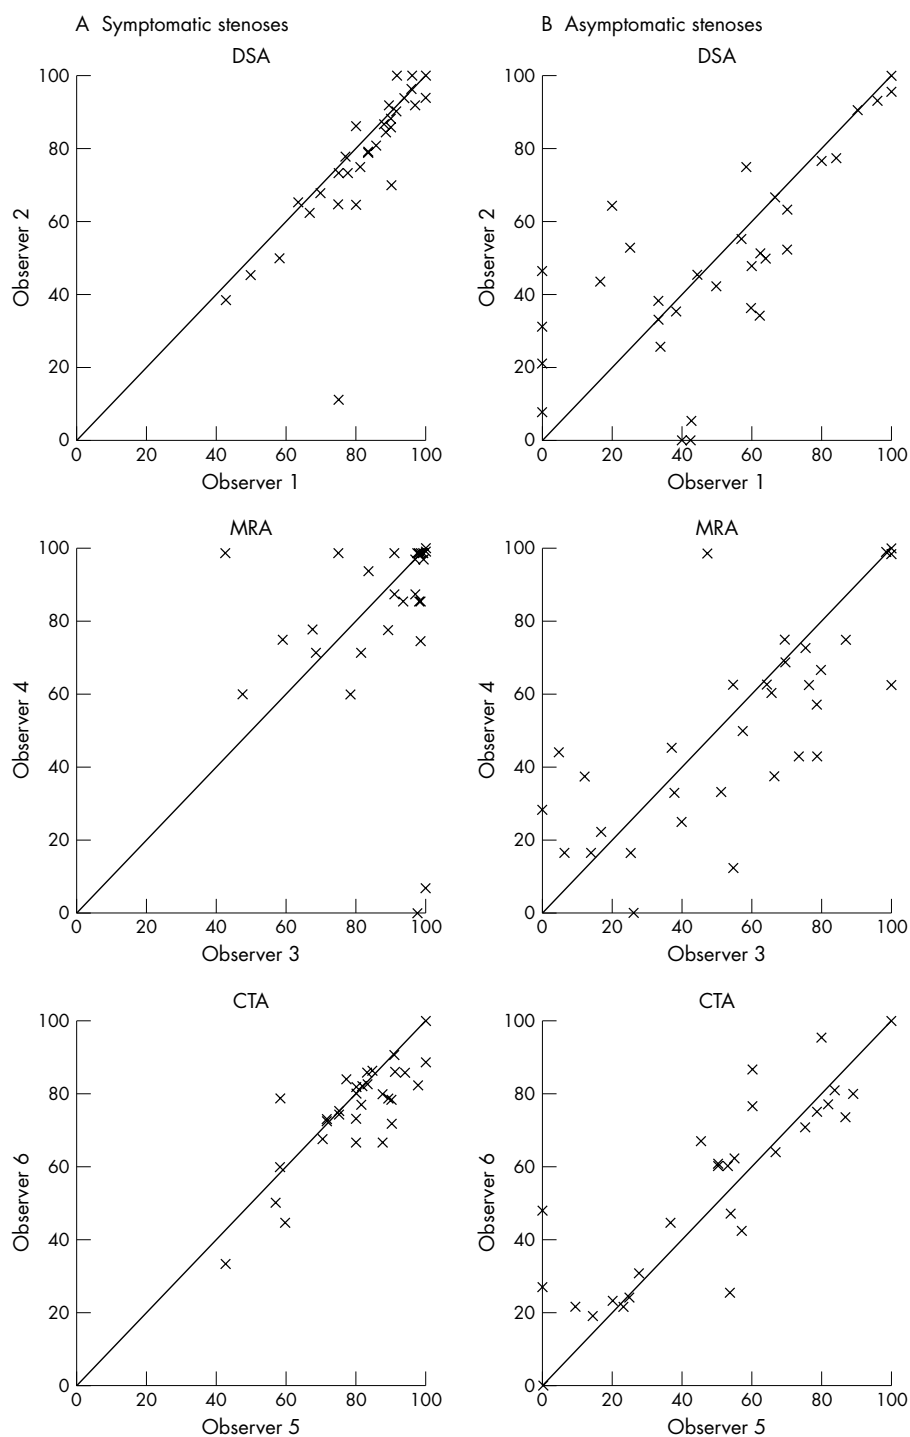 A Symptomatic stenoses
DSA
100
80
60
40
20
0
0 20 40 60 80 100
Observer 2
Observer 1
MRA
100
80
60
40
20
0
0 20 40 60 80 100
Observer 4
Observer 3
CTA
100
80
60
40
20
0
0 20 40 60 80 100
Observer 6
Observer 5
B Asymptomatic stenoses
DSA
100
80
60
40
20
0
0 20 40 60 80 100
Observer 2
Observer 1
MRA
100
80
60
40
20
0
0 20 40 60 80 100
Observer 4
Observer 3
CTA
100
80
60
40
20
0
0 20 40 60 80 100
Observer 6
Observer 5